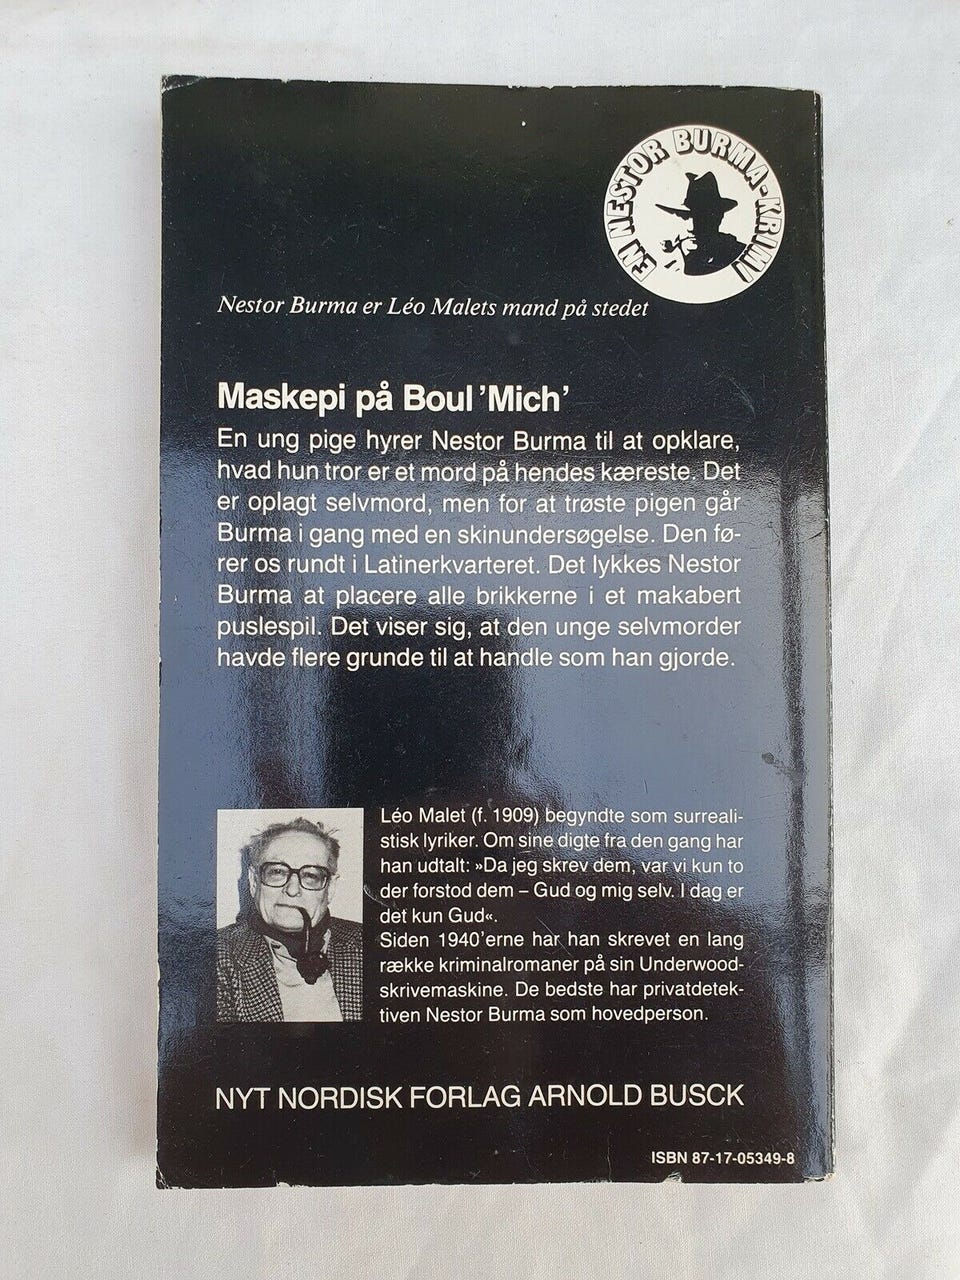 EN NESTOR BURMA-KRIMI
Nestor Burma er Léo Malets mand på stedet
Maskepi på Boul 'Mich'
En ung pige hyrer Nestor Burma til at opklare,
hvad hun tror er et mord på hendes kæreste. Det
er oplagt selvmord, men for at trøste pigen går
Burma i gang med en skinundersøgelse. Den fø-
rer os rundt i Latinerkvarteret. Det lykkes Nestor
Burma at placere alle brikkerne i et makabert
puslespil. Det viser sig, at den unge selvmorder
havde flere grunde til at handle som han gjorde.
Léo Malet (f. 1909) begyndte som surreali-
stisk lyriker. Om sine digte fra den gang har
han udtalt: »Da jeg skrev dem, var vi kun to
der forstod dem – Gud og mig selv. I dag er
det kun Gud«.
Siden 1940'erne har han skrevet en lang
række kriminalromaner på sin Underwood-
skrivemaskine. De bedste har privatdetek-
tiven Nestor Burma som hovedperson.
NYT NORDISK FORLAG ARNOLD BUSCK
ISBN 87-17-05349-8